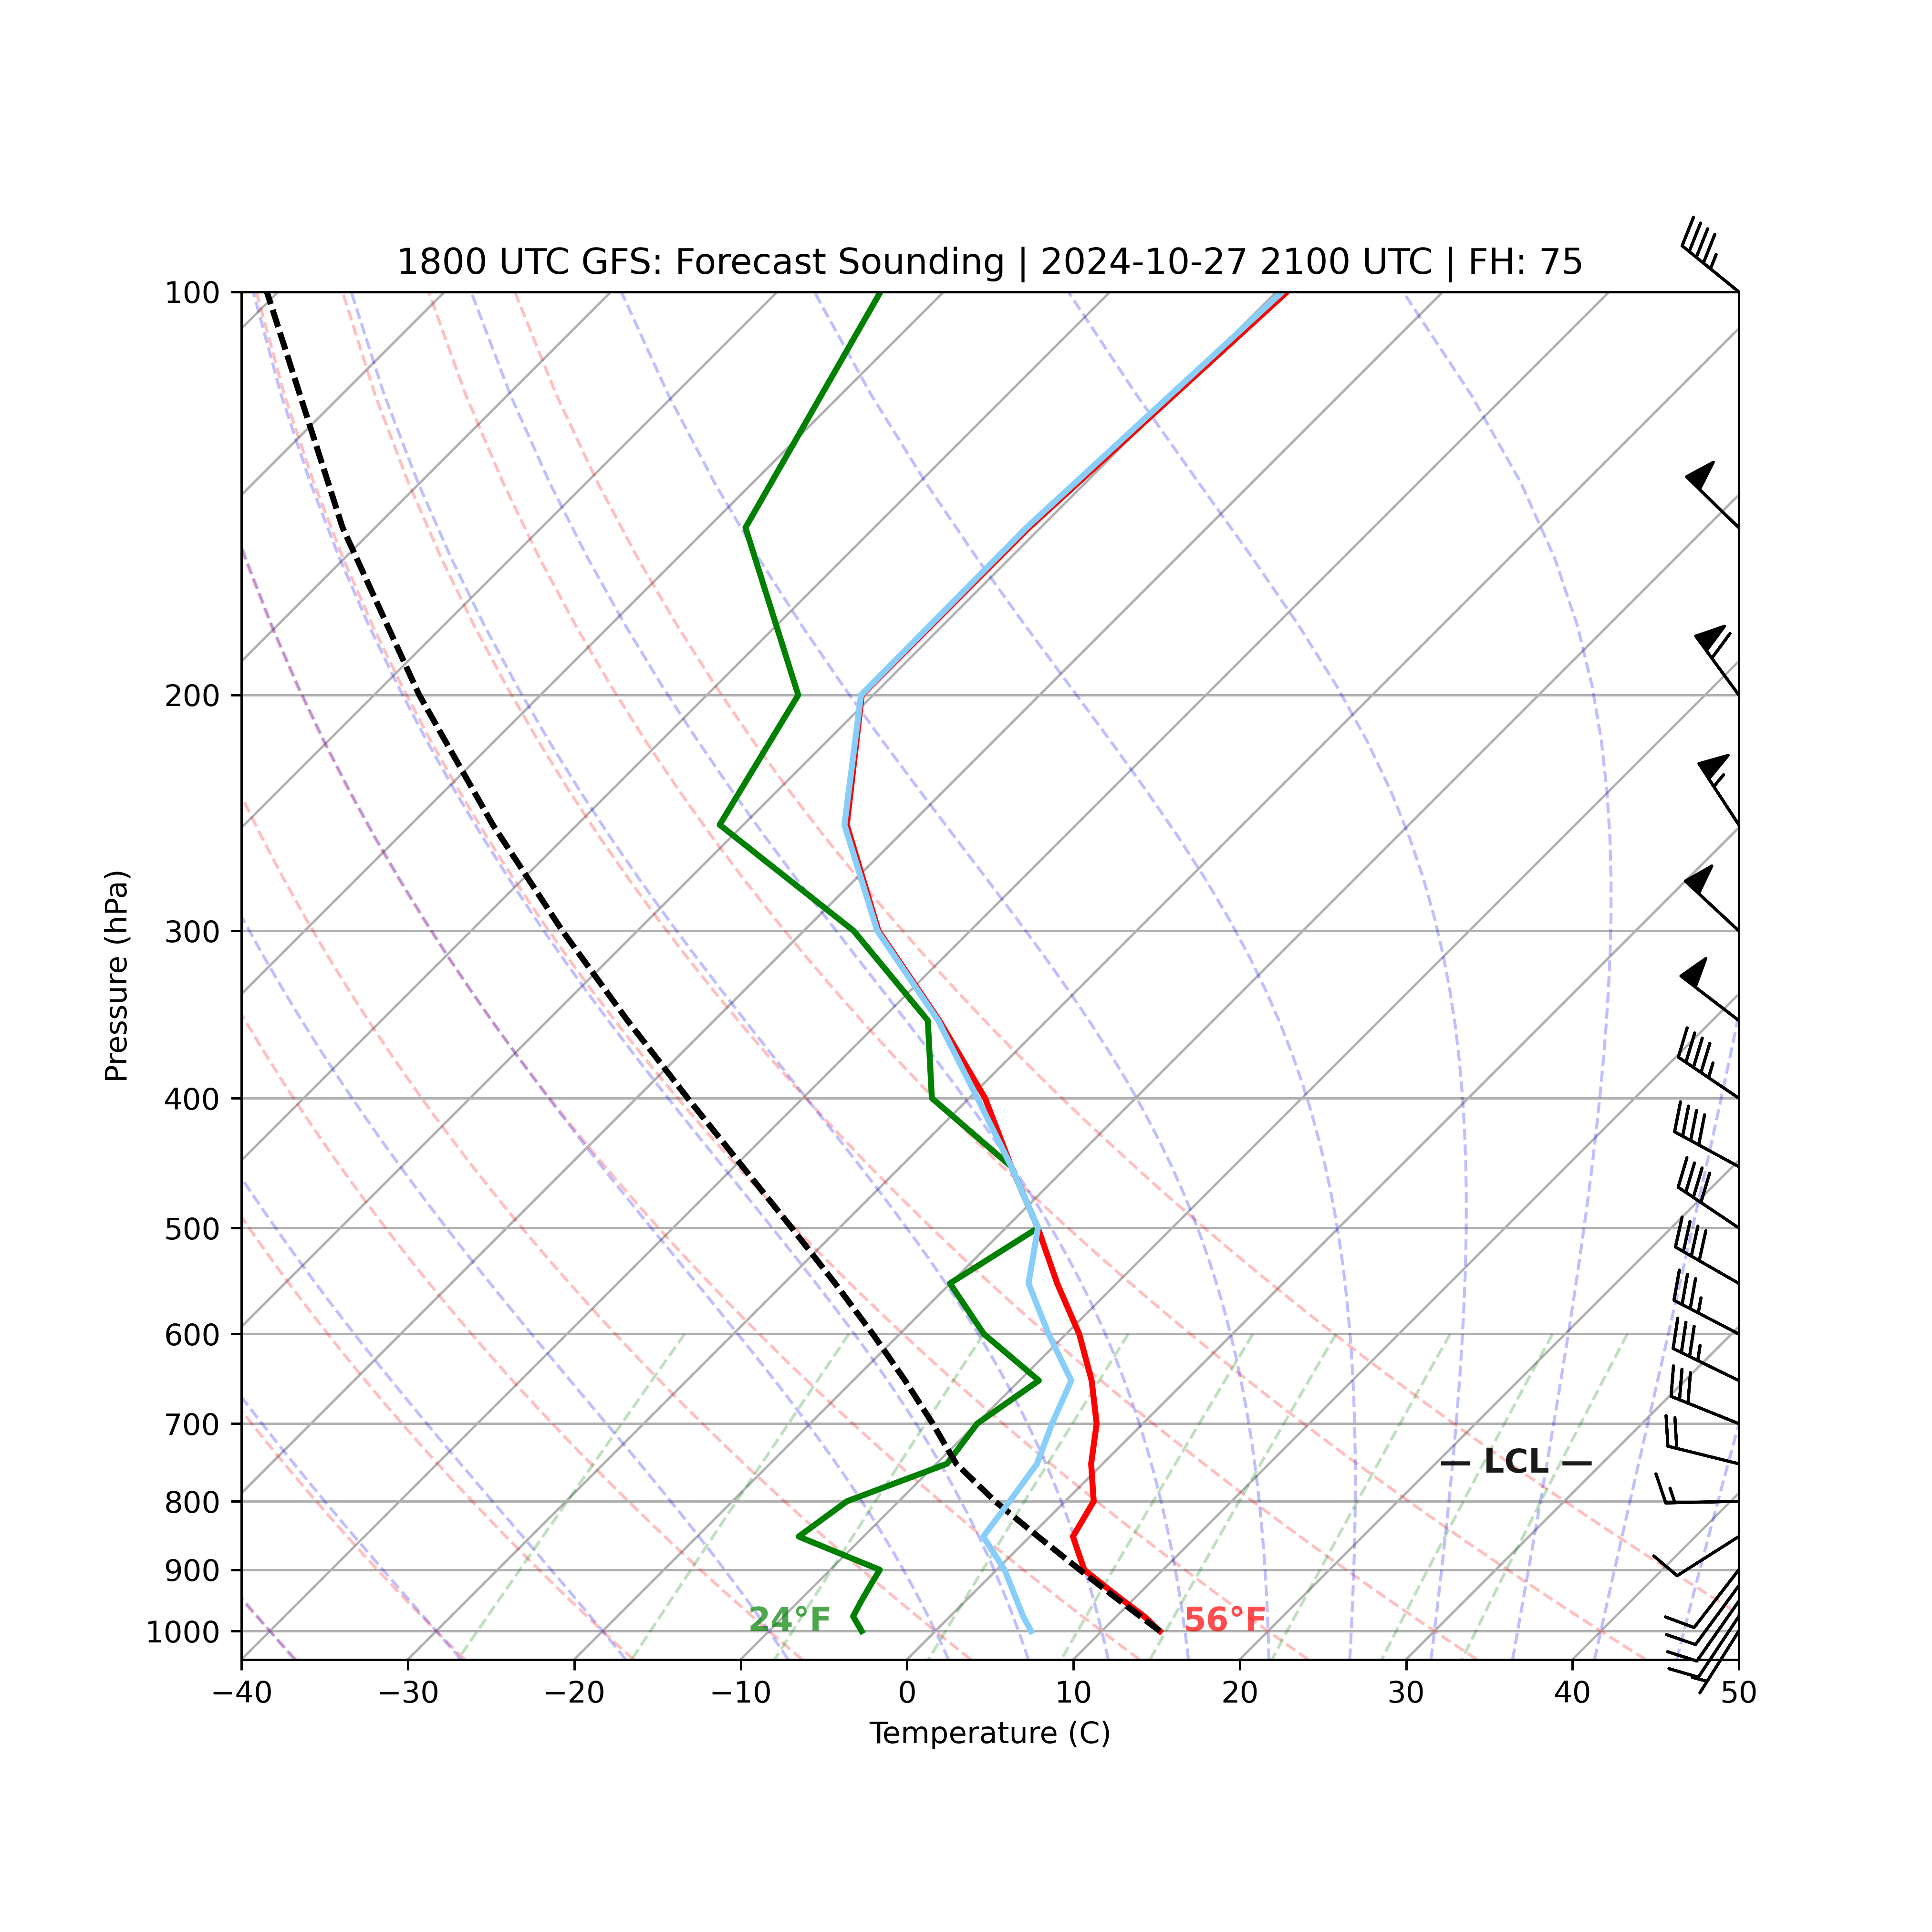 1800 UTC GFS: Forecast Sounding | 2024-10-27 2100 UTC | FH: 75
100
200
300
400
500
600
700
800
900
1000
Pressure (hPa)
— LCL —
24°F
56°F
−40 −30 −20 −10 0 10 20 30 40 50
Temperature (C)